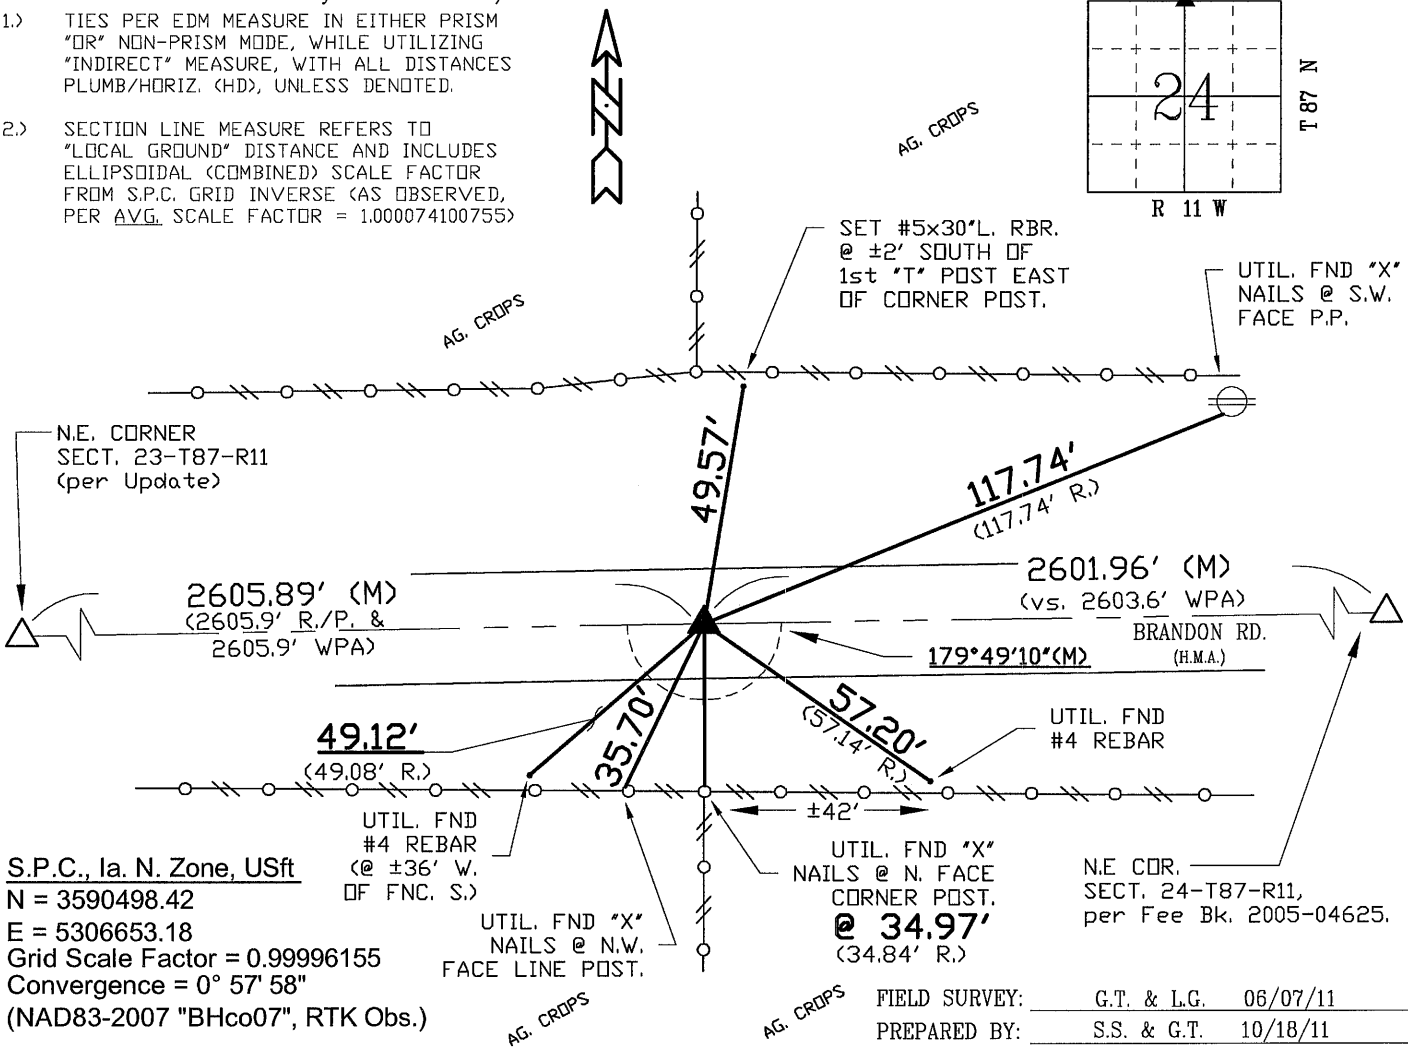 1.) TIES PER EDM MEASURE IN EITHER PRISM
"OR" NON-PRISM MODE, WHILE UTILIZING
"INDIRECT" MEASURE, WITH ALL DISTANCES
PLUMB/HORIZ. (HD), UNLESS DENOTED.
2.) SECTION LINE MEASURE REFERS TO
"LOCAL GROUND" DISTANCE AND INCLUDES
ELLIPSOIDAL (COMBINED) SCALE FACTOR
FROM S.P.C. GRID INVERSE (AS OBSERVED,
PER AVG. SCALE FACTOR = 1.000074100755)
N
24
T 87 N
R 11 W
AG. CROPS
SET #5x30"L. RBR.
@ ±2' SOUTH OF
1st "T" POST EAST
OF CORNER POST.
UTIL. FND "X"
NAILS @ S.W.
FACE P.P.
AG. CROPS
N.E. CORNER
SECT. 23-T87-R11
(per Update)
49.57'
117.74'
(117.74' R.)
2605.89' (M)
(2605.9' R./P. &
2605.9' WPA)
2601.96' (M)
(vs. 2603.6' WPA)
BRANDON RD.
(H.M.A.)
179°49'10"(M)
49.12'
(49.08' R.)
35.70'
57.20'
(57.14' R.)
UTIL. FND
#4 REBAR
±42'
UTIL. FND
#4 REBAR
(@ ±36' W.
OF FNC. S.)
UTIL. FND "X"
NAILS @ N.W.
FACE LINE POST.
UTIL. FND "X"
NAILS @ N. FACE
CORNER POST.
@ 34.97'
(34.84' R.)
N.E COR.
SECT. 24-T87-R11,
per Fee Bk. 2005-04625.
S.P.C., Ia. N. Zone, USft
N = 3590498.42
E = 5306653.18
Grid Scale Factor = 0.99996155
Convergence = 0° 57' 58"
(NAD83-2007 "BHco07", RTK Obs.)
AG. CROPS
AG. CROPS
FIELD SURVEY: G.T. & L.G. 06/07/11
PREPARED BY: S.S. & G.T. 10/18/11